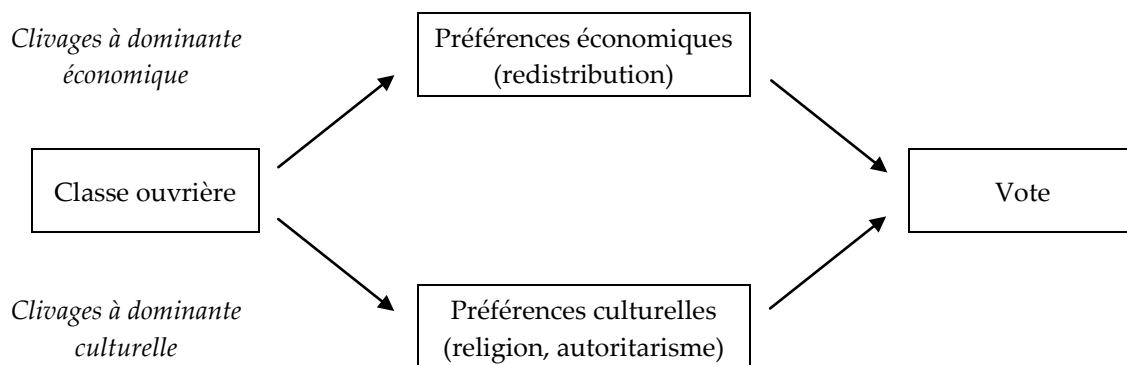 Clivages à dominante
économique
Préférences économiques
(redistribution)
Classe ouvrière
Vote
Clivages à dominante
culturelle
Préférences culturelles
(religion, autoritarisme)